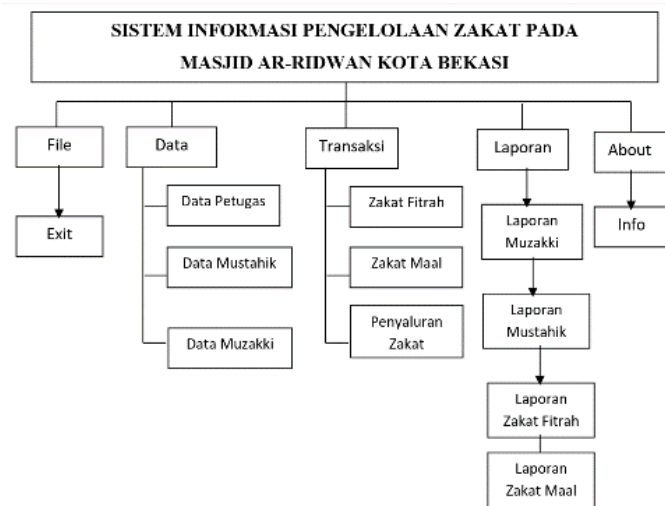 SISTEM INFORMASI PENGELOLAAN ZAKAT PADA
MASJID AR-RIDWAN KOTA BEKASI
File
Data
Transaksi
Laporan
About
Exit
Data Petugas
Data Mustahik
Data Muzakki
Zakat Fitrah
Zakat Maal
Penyaluran
Zakat
Laporan
Muzakki
Laporan
Mustahik
Laporan
Zakat Fitrah
Laporan
Zakat Maal
Info